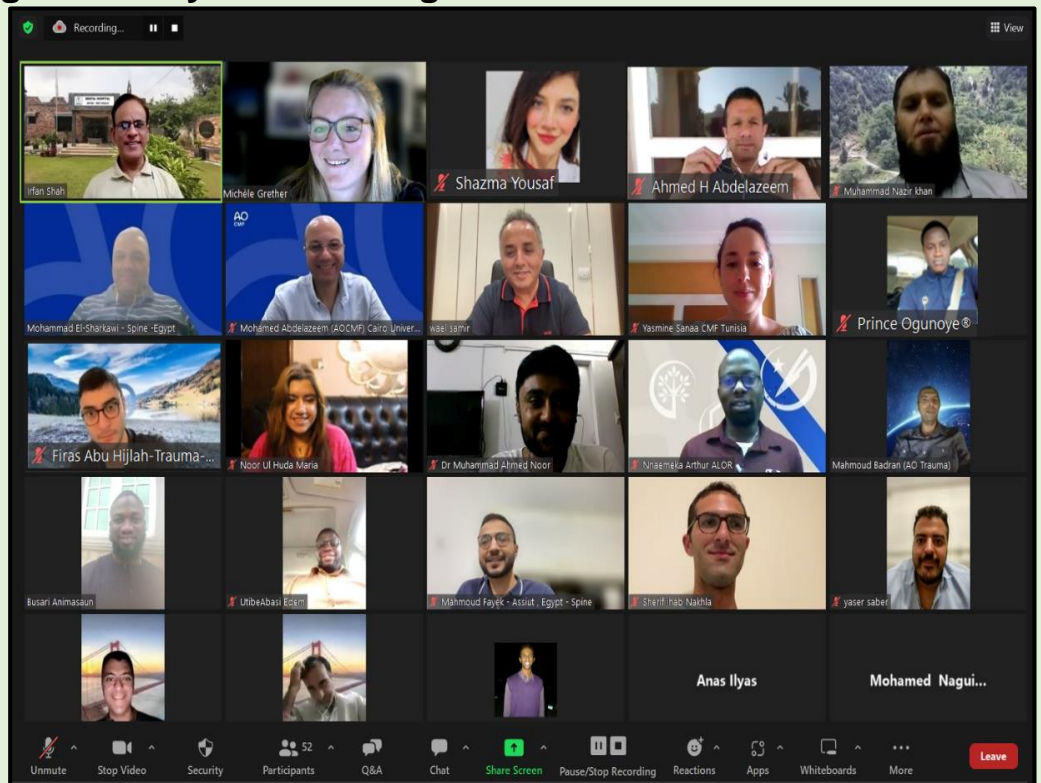 Recording...
View
Irfan Shah
Michèle Grether
Shazma Yousaf
Ahmed H Abdelazeem
Muhammad Nazir khan
AO
CMF
Mohammad El-Sharkawi - Spine -Egypt
Mohamed Abdelazeem (AOCMF) Cairo Univer...
wael samir
Yasmine Sanaa CMF Tunisia
Prince Ogunoye®
Firas Abu Hijlah-Trauma-...
Noor Ul Huda Maria
Dr Muhammad Ahmed Noor
Nnaemeka Arthur ALOR
Mahmoud Badran (AO Trauma)
Busari Animasaun
UtibeAbasi Edem
Mahmoud Fayek - Assiut , Egypt - Spine
Sherif Ihab Nakhla
yaser saber
Anas Ilyas
Mohamed Nagui...
Unmute
Stop Video
Security
52
Participants
Q&A
Chat
Share Screen
Pause/Stop Recording
Reactions
Apps
Whiteboards
More
Leave